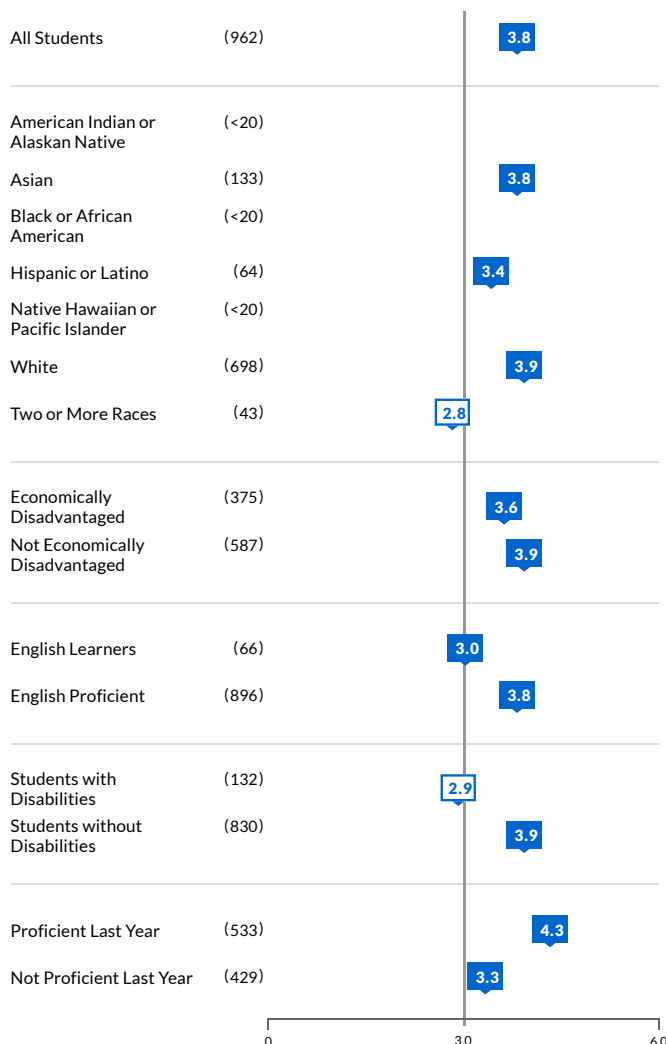 All Students (962) 3.8
American Indian or (<20)
Alaskan Native
Asian (133) 3.8
Black or African (<20)
American
Hispanic or Latino (64) 3.4
Native Hawaiian or (<20)
Pacific Islander
White (698) 3.9
Two or More Races (43) 2.8
Economically (375) 3.6
Disadvantaged
Not Economically (587) 3.9
Disadvantaged
English Learners (66) 3.0
English Proficient (896) 3.8
Students with (132) 2.9
Disabilities
Students without (830) 3.9
Disabilities
Proficient Last Year (533) 4.3
Not Proficient Last Year (429) 3.3
0 3.0 6.0